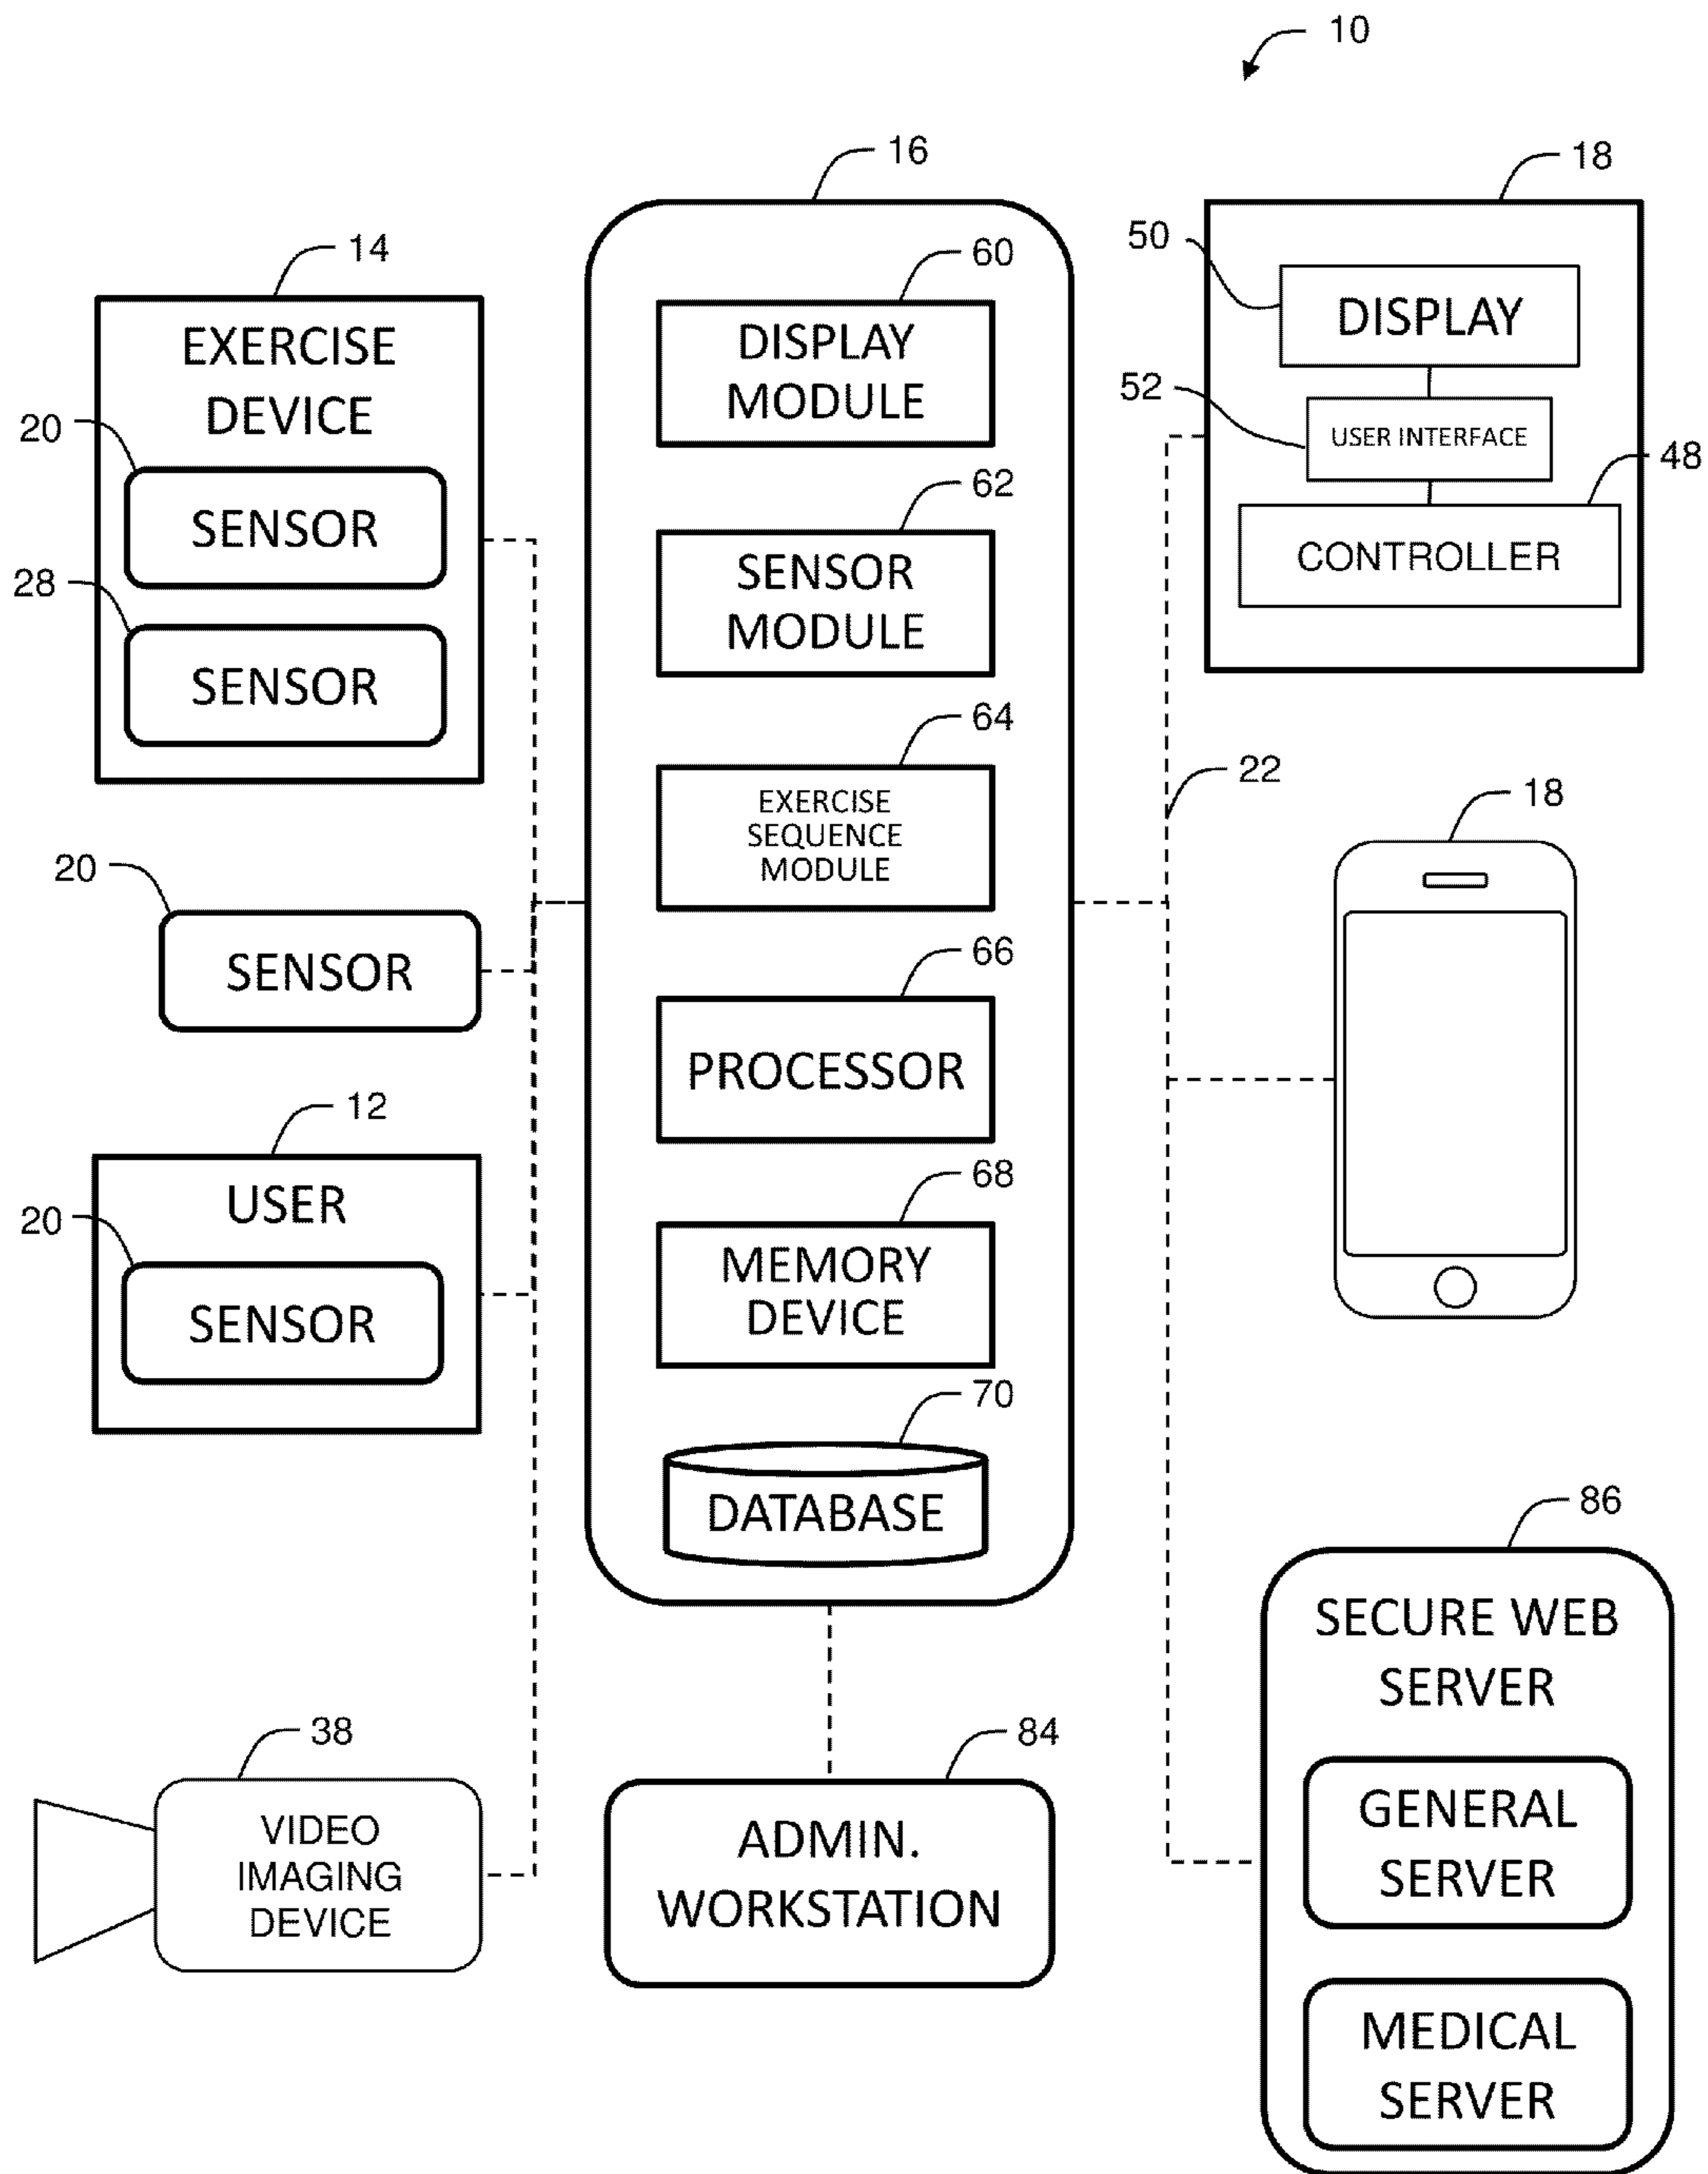 10
16
18
14
60
50
EXERCISE
DEVICE
DISPLAY
MODULE
DISPLAY
52
20
USER INTERFACE
48
SENSOR
62
CONTROLLER
28
SENSOR
MODULE
SENSOR
64
22
EXERCISE
SEQUENCE
MODULE
18
20
SENSOR
66
PROCESSOR
12
USER
68
20
MEMORY
DEVICE
SENSOR
70
DATABASE
86
SECURE WEB
SERVER
38
84
VIDEO
IMAGING
DEVICE
ADMIN.
WORKSTATION
GENERAL
SERVER
MEDICAL
SERVER